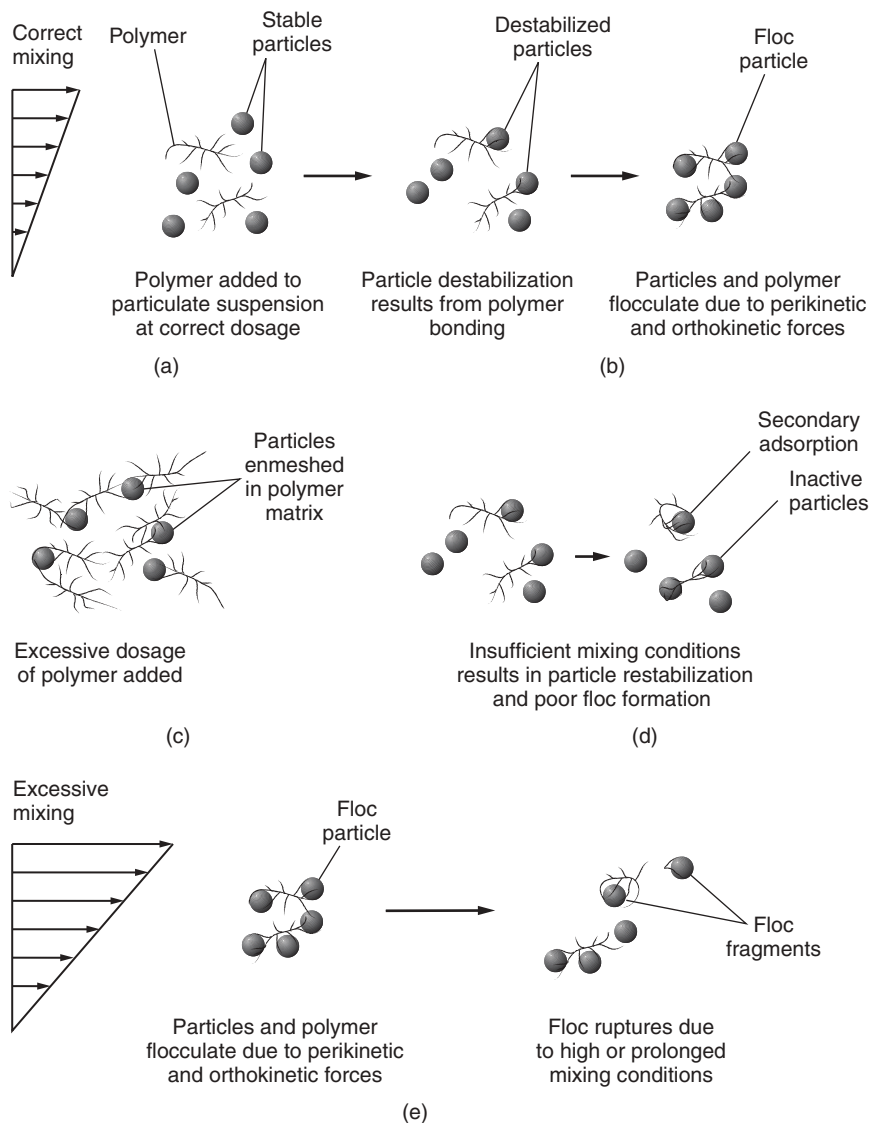 Correct
mixing
Polymer
Stable
particles
Destabilized
particles
Floc
particle
Polymer added to
particulate suspension
at correct dosage
Particle destabilization
results from polymer
bonding
Particles and polymer
flocculate due to perikinetic
and orthokinetic forces
(a)
(b)
Particles
enmeshed
in polymer
matrix
Secondary
adsorption
Inactive
particles
Excessive dosage
of polymer added
Insufficient mixing conditions
results in particle restabilization
and poor floc formation
(c)
(d)
Excessive
mixing
Floc
particle
Floc
fragments
Particles and polymer
flocculate due to perikinetic
and orthokinetic forces
Floc ruptures due
to high or prolonged
mixing conditions
(e)